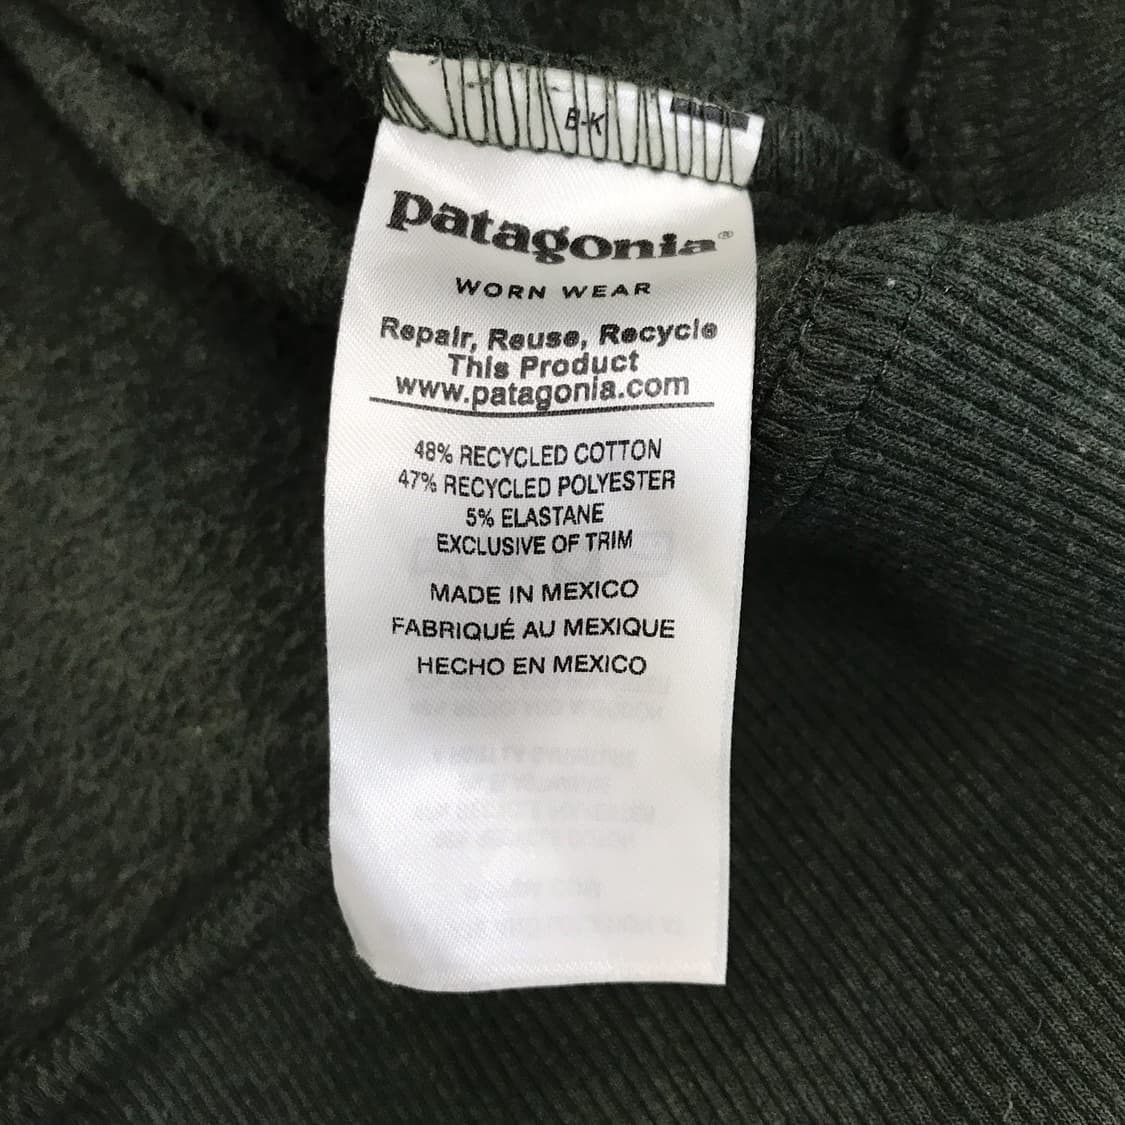 B-K
patagonia®
WORN WEAR
Repair, Reuse, Recycle
This Product
www.patagonia.com
48% RECYCLED COTTON
47% RECYCLED POLYESTER
5% ELASTANE
EXCLUSIVE OF TRIM
MADE IN MEXICO
FABRIQUÉ AU MEXIQUE
HECHO EN MEXICO